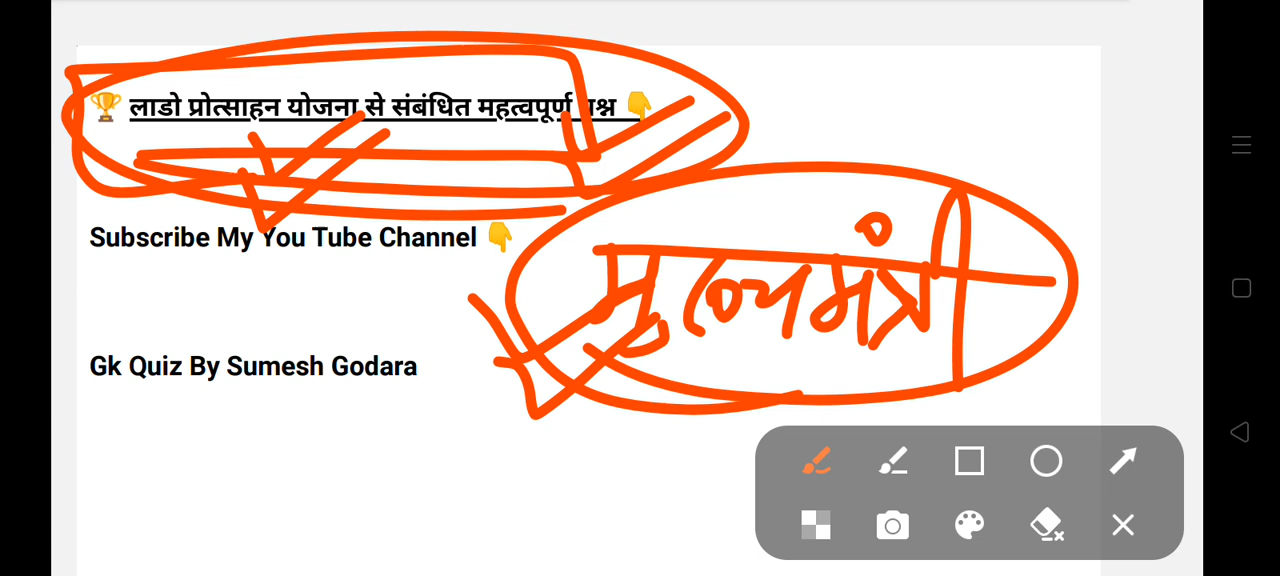 🏆 लाडो प्रोत्साहन योजना से संबंधित महत्वपूर्ण प्रश्न 👇
Subscribe My You Tube Channel 👇
मुख्यमंत्री
Gk Quiz By Sumesh Godara